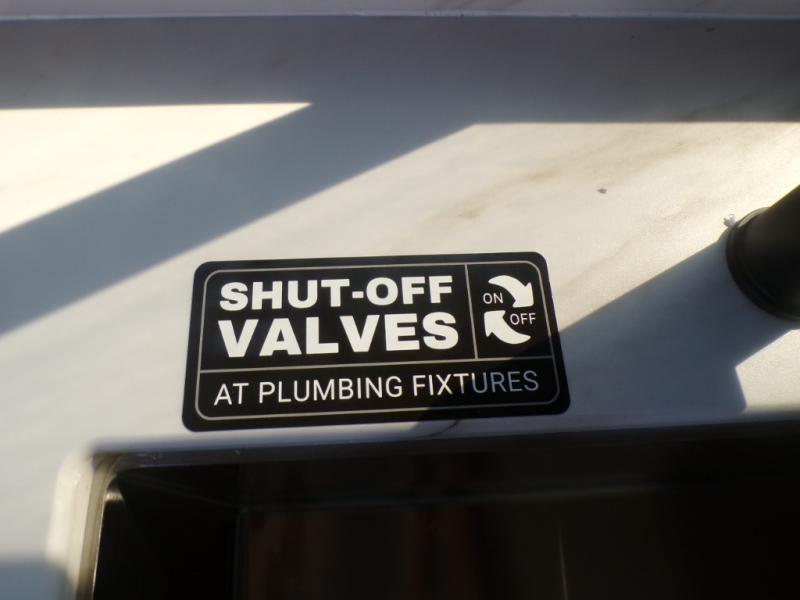 SHUT-OFF
VALVES
ON
OFF
AT PLUMBING FIXTURES